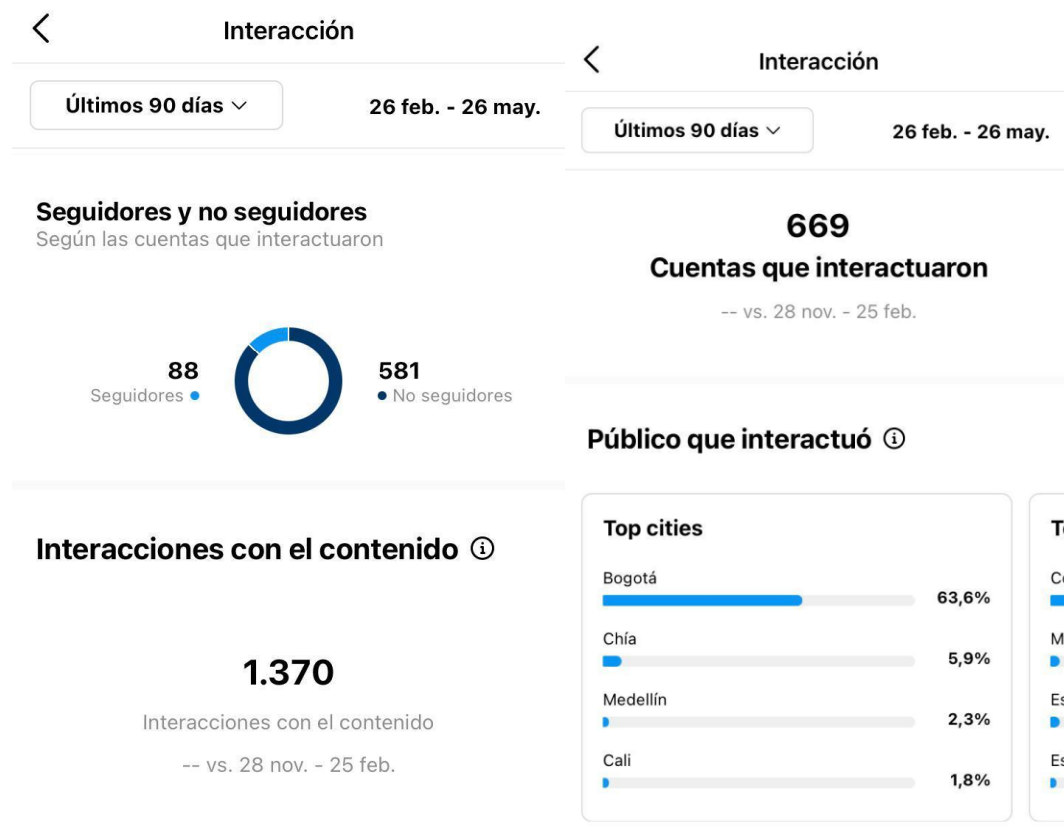 Interacción
Últimos 90 días
26 feb. - 26 may.
Seguidores y no seguidores
Según las cuentas que interactuaron
88
Seguidores
581
No seguidores
Interacciones con el contenido
1.370
Interacciones con el contenido
-- vs. 28 nov. - 25 feb.
Interacción
Últimos 90 días
26 feb. - 26 may.
669
Cuentas que interactuaron
-- vs. 28 nov. - 25 feb.
Público que interactuó
Top cities
Bogotá
63,6%
Chía
5,9%
Medellín
2,3%
Cali
1,8%